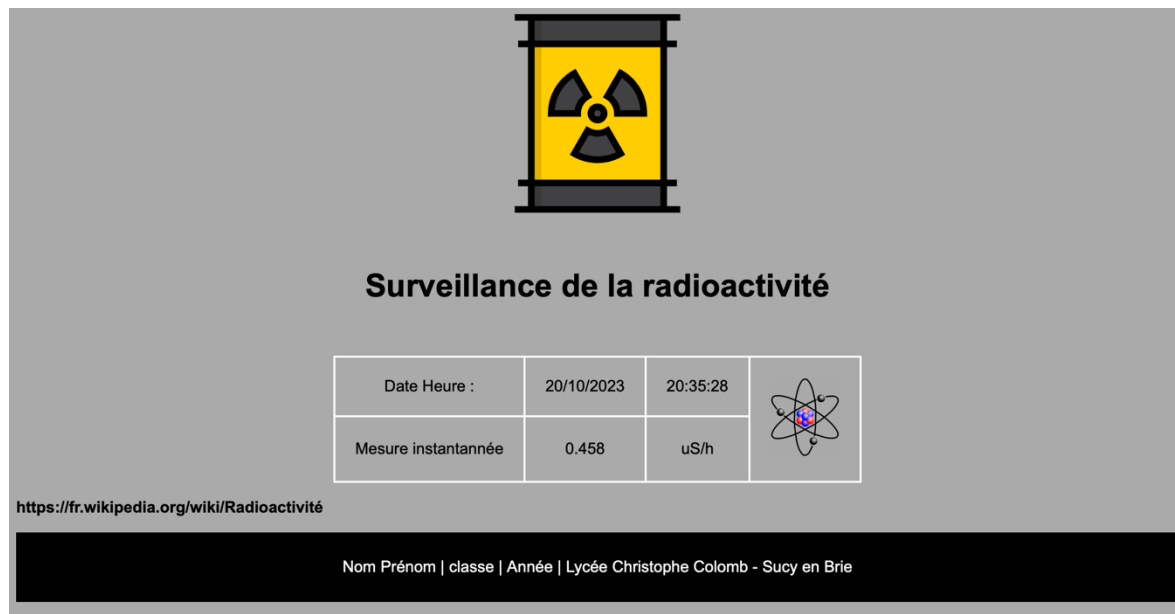 Surveillance de la radioactivité
Date Heure : 20/10/2023 20:35:28
Mesure instantannée 0.458 uS/h
https://fr.wikipedia.org/wiki/Radioactivité
Nom Prénom | classe | Année | Lycée Christophe Colomb - Sucy en Brie